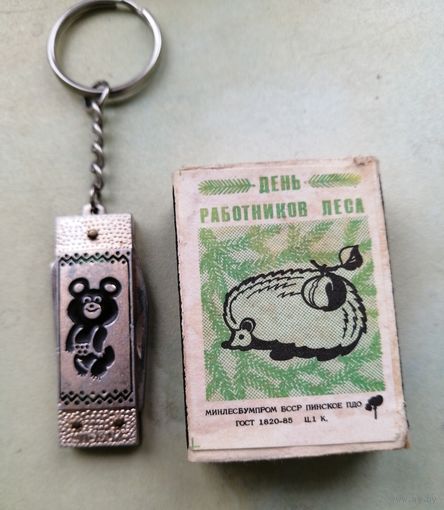 ДЕНЬ
РАБОТНИКОВ ЛЕСА
МИНЛЕСБУМПРОМ БССР ПИНСКОЕ ПДО
ГОСТ 1820-85 Ц.1 К.